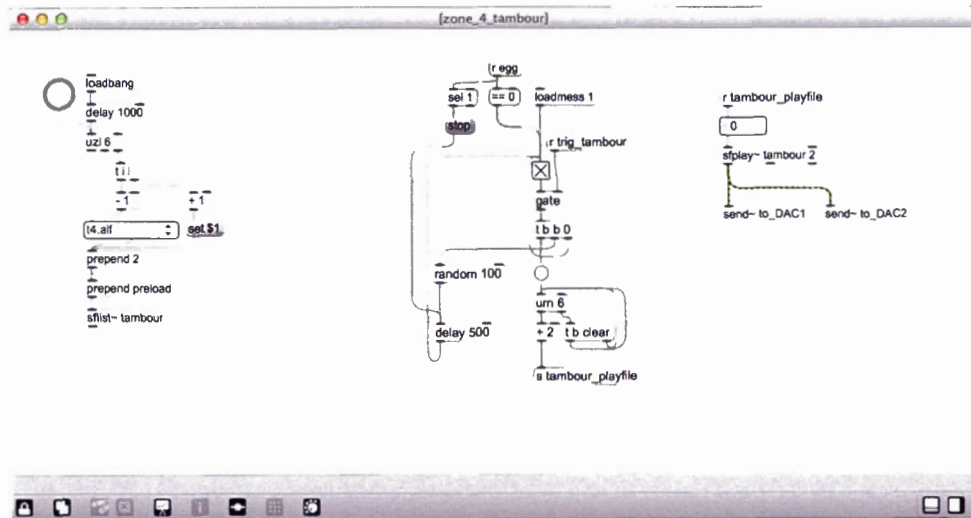 [zone_4_tambour]
loadbang
delay 1000
uzi 6
t i i
- 1
+ 1
t4.aif
set $1
prepend 2
prepend preload
sflist~ tambour
r egg
sel 1
== 0
loadmess 1
stop
r trig_tambour
gate
t b b 0
random 100
urn 6
delay 500
+ 2
t b clear
s tambour_playfile
r tambour_playfile
0
sfplay~ tambour 2
send~ to_DAC1
send~ to_DAC2